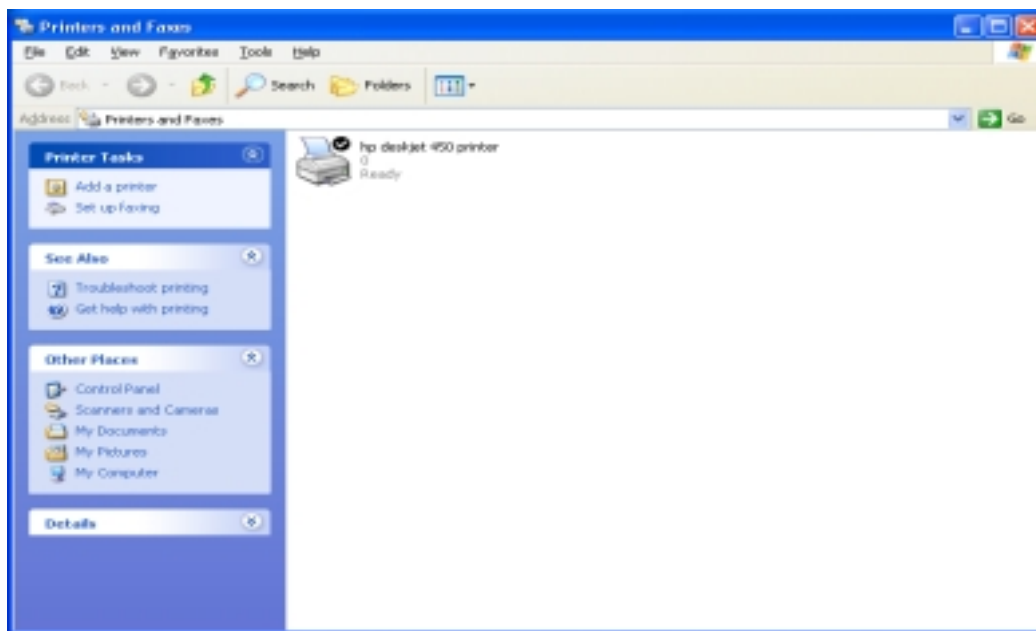 Printers and Faxes
File Edit View Favorites Tools Help
Back Search Folders
Address Printers and Faxes Go
Printer Tasks
Add a printer
Set up faxing
See Also
Troubleshoot printing
Get help with printing
Other Places
Control Panel
Scanners and Cameras
My Documents
My Pictures
My Computer
Details
hp deskjet 450 printer
0
Ready